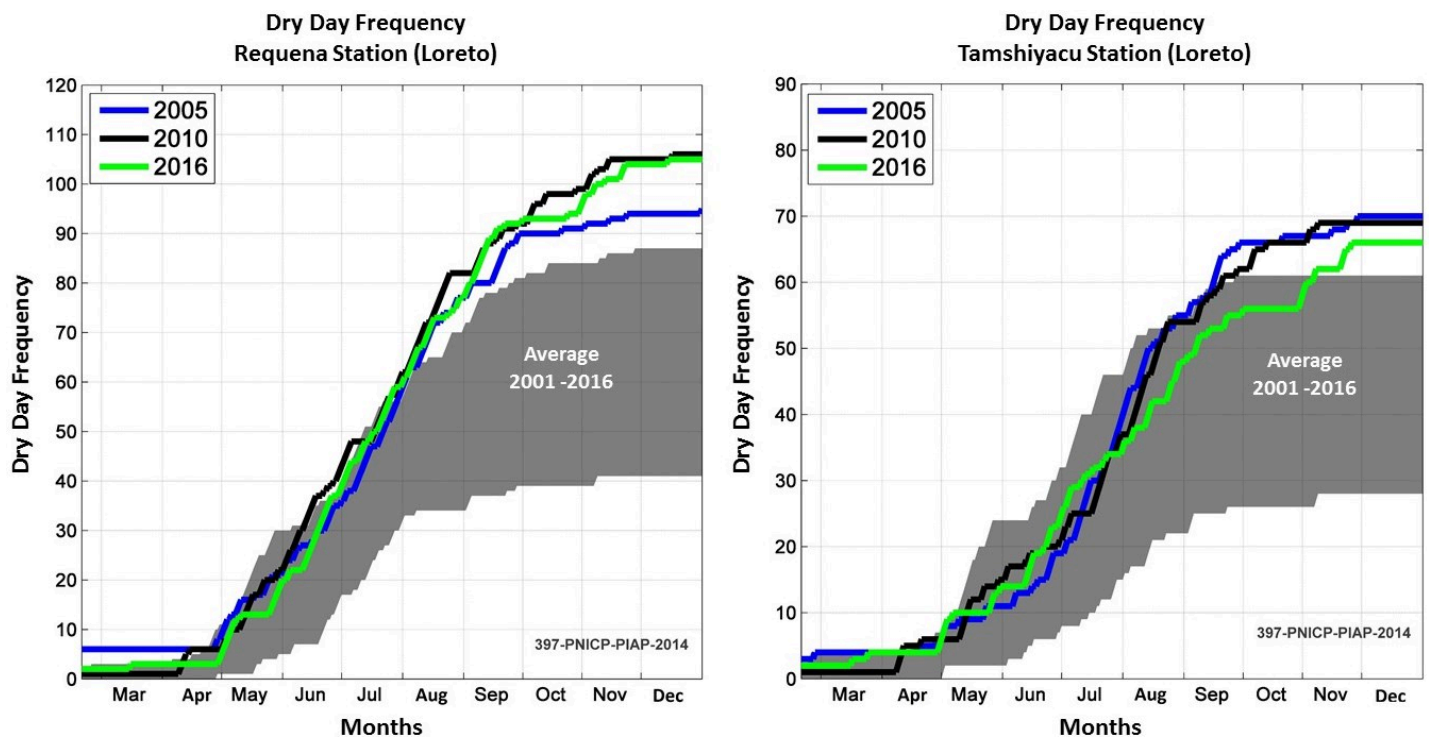 Dry Day Frequency
Requena Station (Loreto)
120
110
100
90
80
70
60
50
40
30
20
10
0
2005
2010
2016
Average
2001 -2016
397-PNICP-PIAP-2014
Dry Day Frequency
Mar Apr May Jun Jul Aug Sep Oct Nov Dec
Months
Dry Day Frequency
Tamshiyacu Station (Loreto)
90
80
70
60
50
40
30
20
10
0
2005
2010
2016
Average
2001 -2016
397-PNICP-PIAP-2014
Dry Day Frequency
Mar Apr May Jun Jul Aug Sep Oct Nov Dec
Months